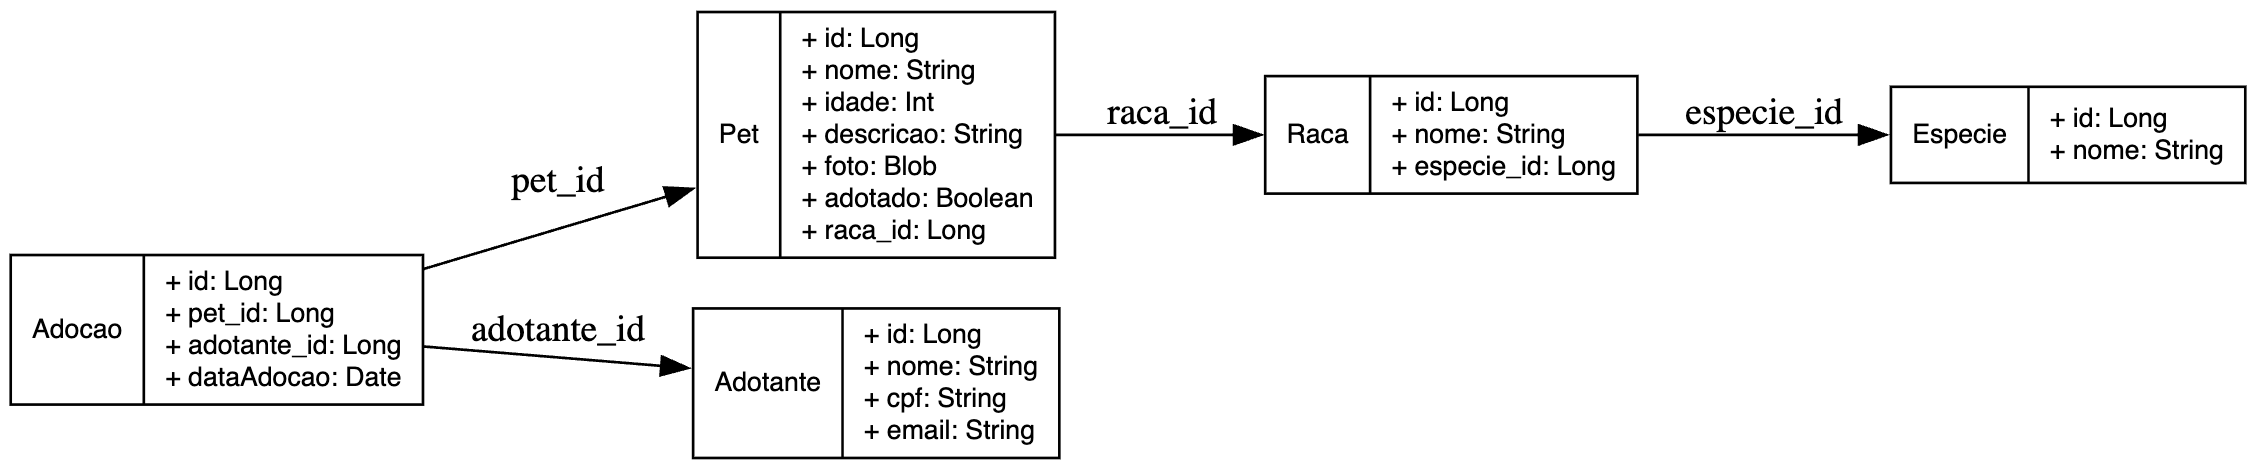 Adocao
+ id: Long
+ pet_id: Long
+ adotante_id: Long
+ dataAdocao: Date
pet_id
adotante_id
Pet
+ id: Long
+ nome: String
+ idade: Int
+ descricao: String
+ foto: Blob
+ adotado: Boolean
+ raca_id: Long
Adotante
+ id: Long
+ nome: String
+ cpf: String
+ email: String
raca_id
Raca
+ id: Long
+ nome: String
+ especie_id: Long
especie_id
Especie
+ id: Long
+ nome: String